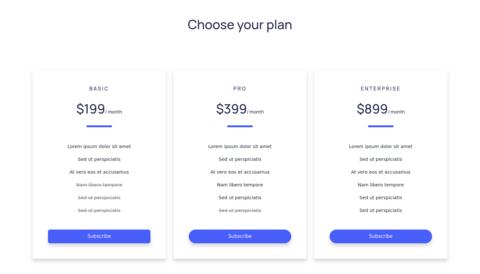 Choose your plan
BASIC
$199 / month
Lorem ipsum dolor sit amet
Sed ut perspiciatis
At vero eos et accusamus
Nam libero tempore
Sed ut perspiciatis
Sed ut perspiciatis
Subscribe
PRO
$399 / month
Lorem ipsum dolor sit amet
Sed ut perspiciatis
At vero eos et accusamus
Nam libero tempore
Sed ut perspiciatis
Sed ut perspiciatis
Subscribe
ENTERPRISE
$899 / month
Lorem ipsum dolor sit amet
Sed ut perspiciatis
At vero eos et accusamus
Nam libero tempore
Sed ut perspiciatis
Sed ut perspiciatis
Subscribe